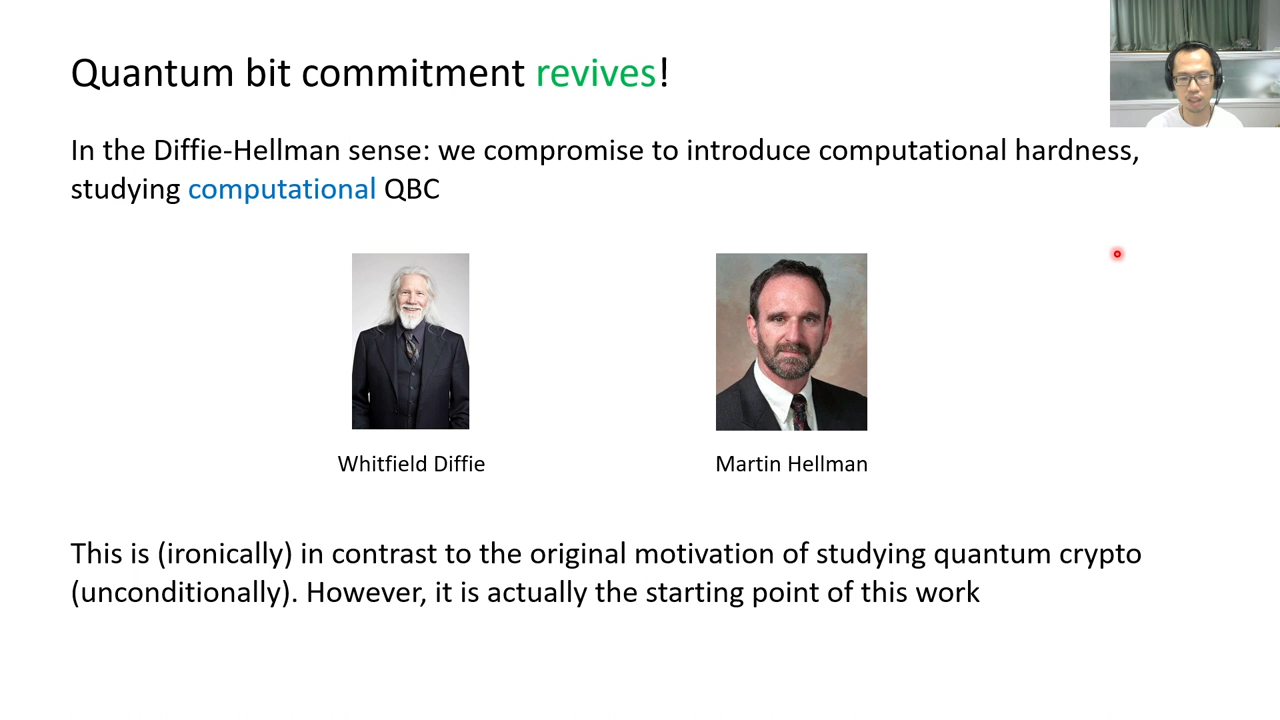 Quantum bit commitment revives!
In the Diffie-Hellman sense: we compromise to introduce computational hardness,
studying computational QBC
Whitfield Diffie
Martin Hellman
This is (ironically) in contrast to the original motivation of studying quantum crypto
(unconditionally). However, it is actually the starting point of this work